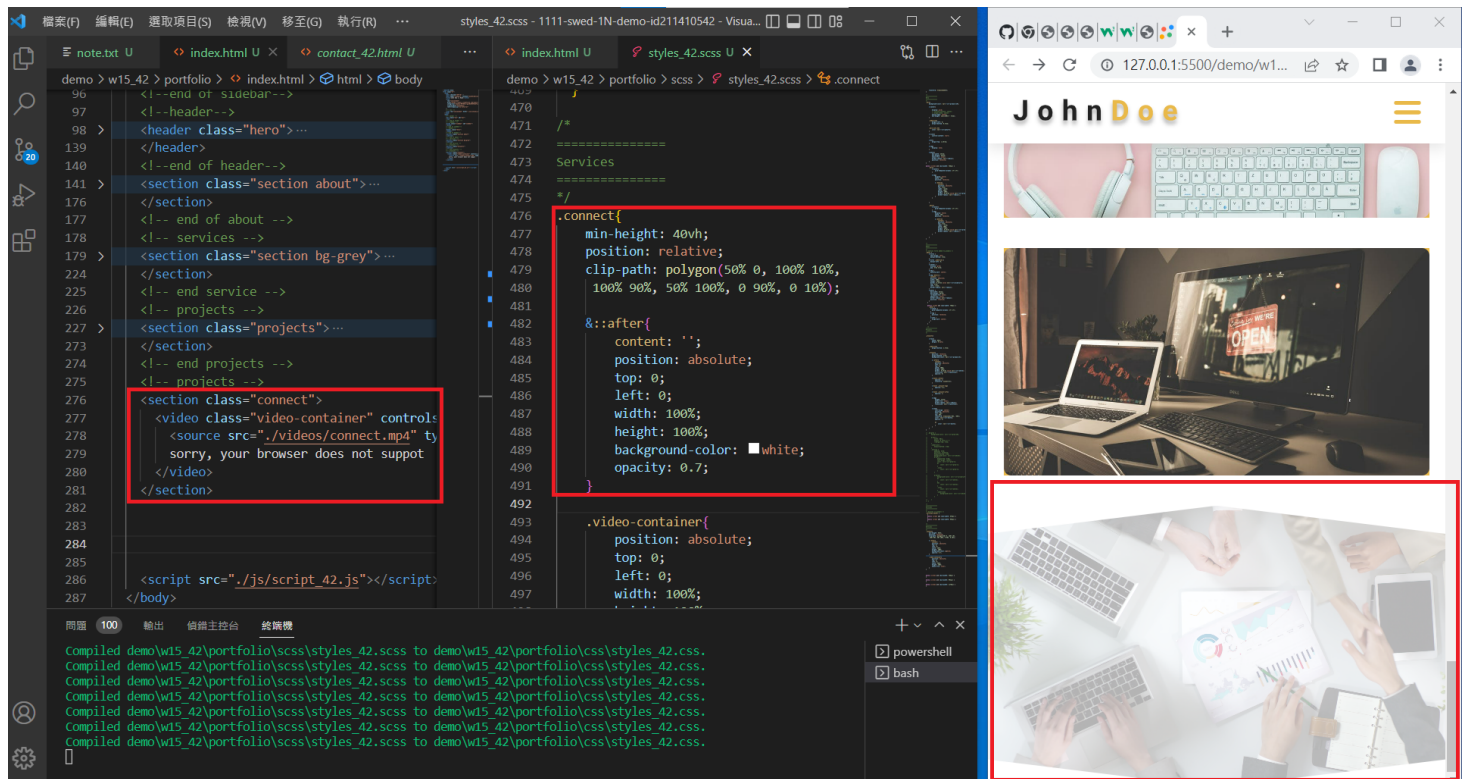 檔案(F) 編輯(E) 選取項目(S) 檢視(V) 移至(G) 執行(R) ··· styles_42.scss - 1111-swed-1N-demo-id211410542 - Visua...
note.txt U index.html U contact_42.html U ···
demo > w15_42 > portfolio > index.html > html > body
96 <!--end of sidebar-->
97 <!--header-->
98 <header class="hero">···
139 </header>
140 <!--end of header-->
141 <section class="section about">···
176 </section>
177 <!-- end of about -->
178 <!-- services -->
179 <section class="section bg-grey">···
224 </section>
225 <!-- end service -->
226 <!-- projects -->
227 <section class="projects">···
273 </section>
274 <!-- end projects -->
275 <!-- projects -->
276 <section class="connect">
277 <video class="video-container" controls
278 <source src="./videos/connect.mp4" ty
279 sorry, your browser does not suppot
280 </video>
281 </section>
282
283
284
285
286 <script src="./js/script_42.js"></script>
287 </body>
index.html U styles_42.scss U ···
demo > w15_42 > portfolio > scss > styles_42.scss > .connect
469 }
470
471 /*
472 ===============
473 Services
474 ===============
475 */
476 .connect{
477 min-height: 40vh;
478 position: relative;
479 clip-path: polygon(50% 0, 100% 10%,
480 100% 90%, 50% 100%, 0 90%, 0 10%);
481
482 &::after{
483 content: '';
484 position: absolute;
485 top: 0;
486 left: 0;
487 width: 100%;
488 height: 100%;
489 background-color: white;
490 opacity: 0.7;
491 }
492
493 .video-container{
494 position: absolute;
495 top: 0;
496 left: 0;
497 width: 100%;
20
問題 100 輸出 偵錯主控台 終端機
Compiled demo\w15_42\portfolio\scss\styles_42.scss to demo\w15_42\portfolio\css\styles_42.css.
Compiled demo\w15_42\portfolio\scss\styles_42.scss to demo\w15_42\portfolio\css\styles_42.css.
Compiled demo\w15_42\portfolio\scss\styles_42.scss to demo\w15_42\portfolio\css\styles_42.css.
Compiled demo\w15_42\portfolio\scss\styles_42.scss to demo\w15_42\portfolio\css\styles_42.css.
Compiled demo\w15_42\portfolio\scss\styles_42.scss to demo\w15_42\portfolio\css\styles_42.css.
Compiled demo\w15_42\portfolio\scss\styles_42.scss to demo\w15_42\portfolio\css\styles_42.css.
Compiled demo\w15_42\portfolio\scss\styles_42.scss to demo\w15_42\portfolio\css\styles_42.css.
powershell
bash
127.0.0.1:5500/demo/w1...
JohnDoe
WE'RE
OPEN